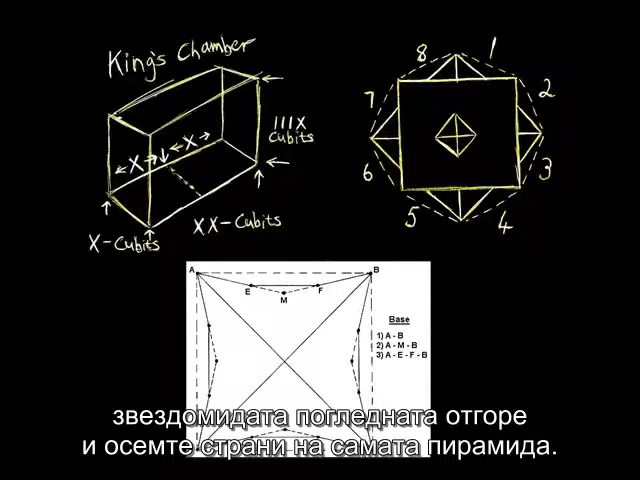 King's Chamber
IIIX
Cubits
X
X
X-Cubits
XX-Cubits
8
1
7
2
6
3
5
4
A
B
E
F
M
Base
1) A - B
2) A - M - B
3) A - E - F - B
звездомидата погледната отгоре
и осемте страни на самата пирамида.